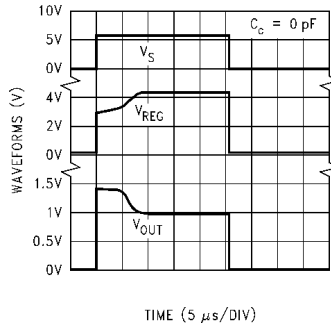 10V
C_c = 0 pF
5V
V_S
0V
4V
V_REG
2V
0V
1.5V
1V
V_OUT
0.5V
0V
WAVEFORMS (V)
TIME (5 μs/DIV)